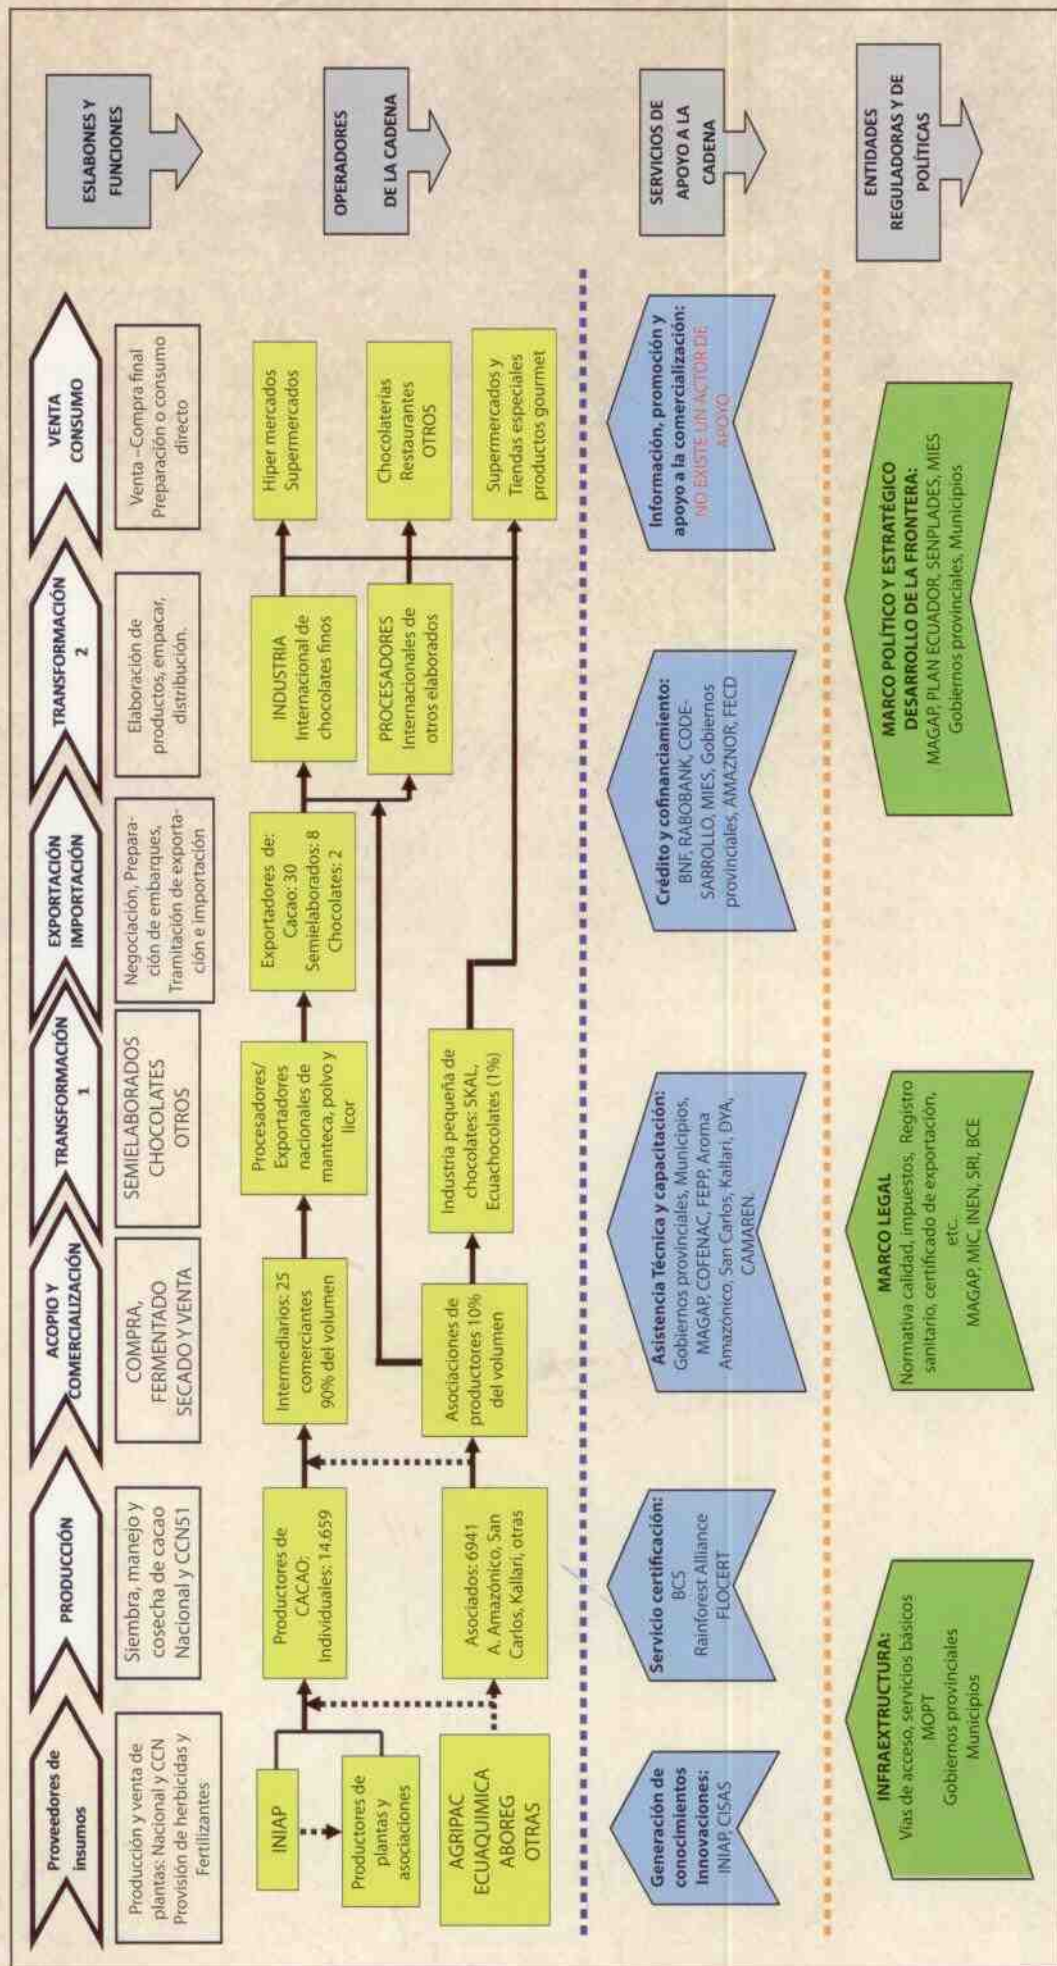 Proveedores de
insumos
PRODUCCIÓN
ACOPIO Y
COMERCIALIZACIÓN
TRANSFORMACIÓN
1
EXPORTACIÓN
IMPORTACIÓN
TRANSFORMACIÓN
2
VENTA
CONSUMO
ESLABONES Y
FUNCIONES
Producción y venta de
plantas: Nacional y CCN
Provisión de herbicidas y
Fertilizantes
Siembra, manejo y
cosecha de cacao
Nacional y CCN51
COMPRA,
FERMENTADO
SECADO Y VENTA
SEMIELABORADOS
CHOCOLATES
OTROS
Negociación, Prepara-
ción de embarques,
Tramitación de exporta-
ción e importación
Elaboración de
productos, empacar,
distribución.
Venta –Compra final
Preparación o consumo
directo
OPERADORES
DE LA CADENA
INIAP
Productores de
plantas y
asociaciones
AGRIPAC
ECUAQUIMICA
ABOREG
OTRAS
Productores de
CACAO:
Individuales: 14.659
Asociados: 6941
A. Amazónico, San
Carlos, Kallari, otras
Intermediarios: 25
comerciantes
90% del volumen
Asociaciones de
productores 10%
del volumen
Procesadores/
Exportadores
nacionales de
manteca, polvo y
licor
Industria pequeña de
chocolates: SKAL,
Ecuachocolates (1%)
Exportadores de:
Cacao: 30
Semielaborados: 8
Chocolates: 2
INDUSTRIA
Internacional de
chocolates finos
PROCESADORES
Internacionales de
otros elaborados
Hiper mercados
Supermercados
Chocolaterias
Restaurantes
OTROS
Supermercados y
Tiendas especiales
productos gourmet
SERVICIOS DE
APOYO A LA
CADENA
Generación de
conocimientos
Innovaciones:
INIAP, CISAS
Servicio certificación:
BCS
Rainforest Alliance
FLOCERT
Asistencia Técnica y capacitación:
Gobiernos provinciales, Municipios,
MAGAP, COFENAC, FEPP, Aroma
Amazónico, San Carlos, Kallari, DYA,
CAMAREN.
Crédito y cofinanciamiento:
BNF, RABOBANK, CODE-
SARROLLO, MIES, Gobiernos
provinciales, AMAZNOR, FECD
Información, promoción y
apoyo a la comercialización:
NO EXISTE UN ACTOR DE
APOYO
ENTIDADES
REGULADORAS Y DE
POLÍTICAS
INFRAEXTRUCTURA:
Vías de acceso, servicios básicos
MOPT
Gobiernos provinciales
Municipios
MARCO LEGAL
Normativa calidad, impuestos, Registro
sanitario, certificado de exportación,
etc.
MAGAP, MIC, INEN, SRI, BCE
MARCO POLÍTICO Y ESTRATÉGICO
DESARROLLO DE LA FRONTERA:
MAGAP, PLAN ECUADOR, SENPLADES, MIES
Gobiernos provinciales, Municipios